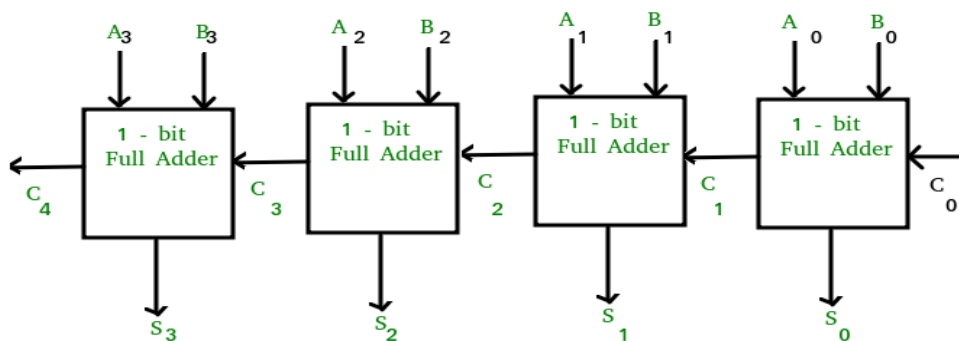 A3 B3 A2 B2 A1 B1 A0 B0
1 - bit Full Adder
1 - bit Full Adder
1 - bit Full Adder
1 - bit Full Adder
C4 C3 C2 C1 C0
S3 S2 S1 S0